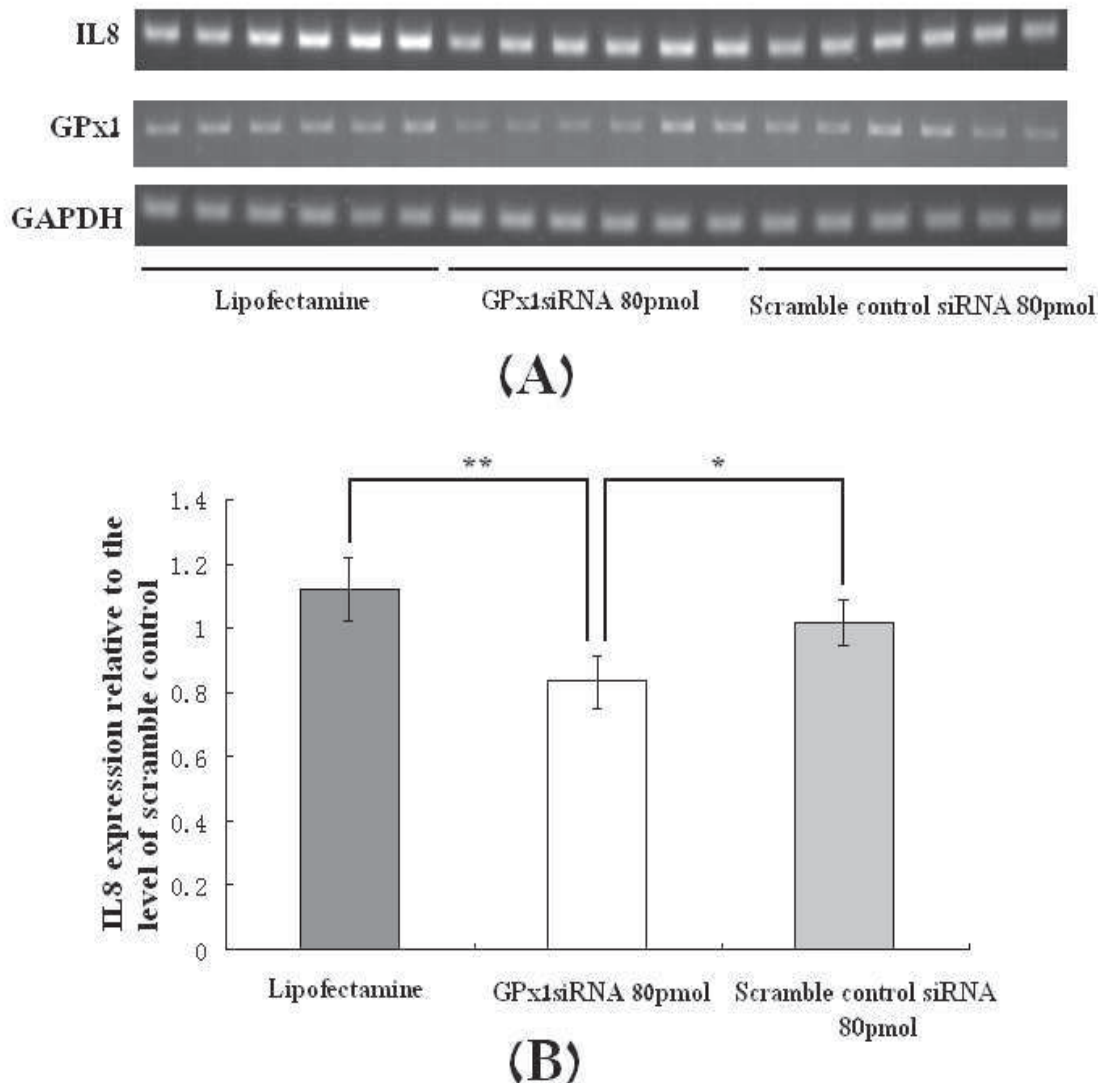 IL8
GPx1
GAPDH
Lipofectamine
GPx1siRNA 80pmol
Scramble control siRNA 80pmol
(A)
** *
1.4
1.2
1
0.8
0.6
0.4
0.2
0
IL8 expression relative to the
level of scramble control
Lipofectamine
GPx1siRNA 80pmol
Scramble control siRNA
80pmol
(B)